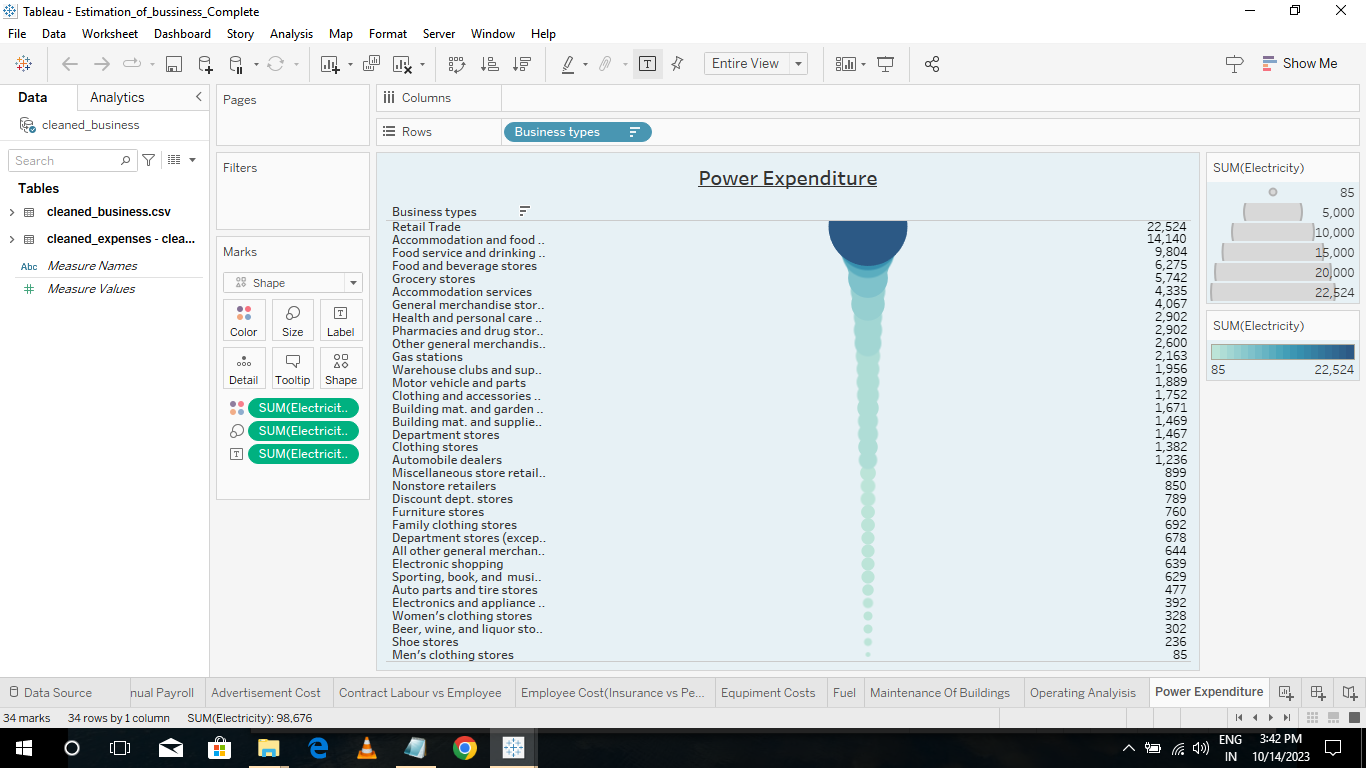 Tableau - Estimation_of_bussiness_Complete
File Data Worksheet Dashboard Story Analysis Map Format Server Window Help
Entire View
Show Me
Data Analytics
cleaned_business
Search
Tables
cleaned_business.csv
cleaned_expenses - clea...
Abc Measure Names
Measure Values
Pages
Filters
Marks
Shape
Color Size Label
Detail Tooltip Shape
SUM(Electricit..
SUM(Electricit..
SUM(Electricit..
Columns
Rows Business types
Power Expenditure
Business types
Retail Trade 22,524
Accommodation and food .. 14,140
Food service and drinking .. 9,804
Food and beverage stores 6,275
Grocery stores 5,742
Accommodation services 4,335
General merchandise stor.. 4,067
Health and personal care .. 2,902
Pharmacies and drug stor.. 2,902
Other general merchandis.. 2,600
Gas stations 2,163
Warehouse clubs and sup.. 1,956
Motor vehicle and parts 1,889
Clothing and accessories .. 1,752
Building mat. and garden .. 1,671
Building mat. and supplie.. 1,469
Department stores 1,467
Clothing stores 1,382
Automobile dealers 1,236
Miscellaneous store retail.. 899
Nonstore retailers 850
Discount dept. stores 789
Furniture stores 760
Family clothing stores 692
Department stores (excep.. 678
All other general merchan.. 644
Electronic shopping 639
Sporting, book, and musi.. 629
Auto parts and tire stores 477
Electronics and appliance .. 392
Women's clothing stores 328
Beer, wine, and liquor sto.. 302
Shoe stores 236
Men's clothing stores 85
SUM(Electricity)
85
5,000
10,000
15,000
20,000
22,524
SUM(Electricity)
85 22,524
Data Source nual Payroll Advertisement Cost Contract Labour vs Employee Employee Cost(Insurance vs Pe... Equpiment Costs Fuel Maintenance Of Buildings Operating Analyisis Power Expenditure
34 marks 34 rows by 1 column SUM(Electricity): 98,676
ENG
IN
3:42 PM
10/14/2023